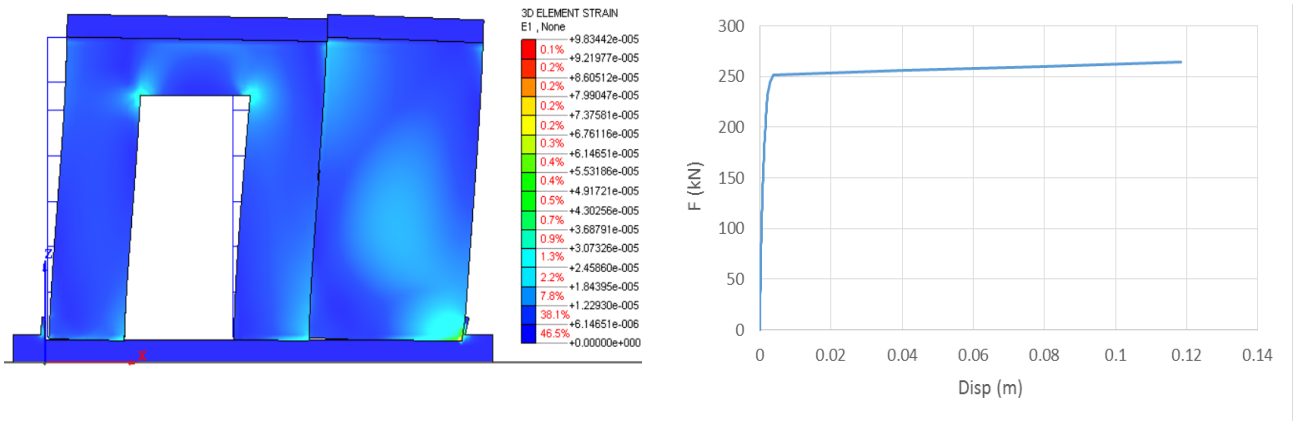 3D ELEMENT STRAIN
E1 , None
+9.83442e-005
0.1%
+9.21977e-005
0.2%
+8.60512e-005
0.2%
+7.99047e-005
0.2%
+7.37581e-005
0.2%
+6.76116e-005
0.3%
+6.14651e-005
0.4%
+5.53186e-005
0.4%
+4.91721e-005
0.5%
+4.30256e-005
0.7%
+3.68791e-005
0.9%
+3.07326e-005
1.3%
+2.45860e-005
2.2%
+1.84395e-005
7.8%
+1.22930e-005
38.1%
+6.14651e-006
46.5%
+0.00000e+000
Z
X
300
250
200
150
100
50
0
F (kN)
0 0.02 0.04 0.06 0.08 0.1 0.12 0.14
Disp (m)